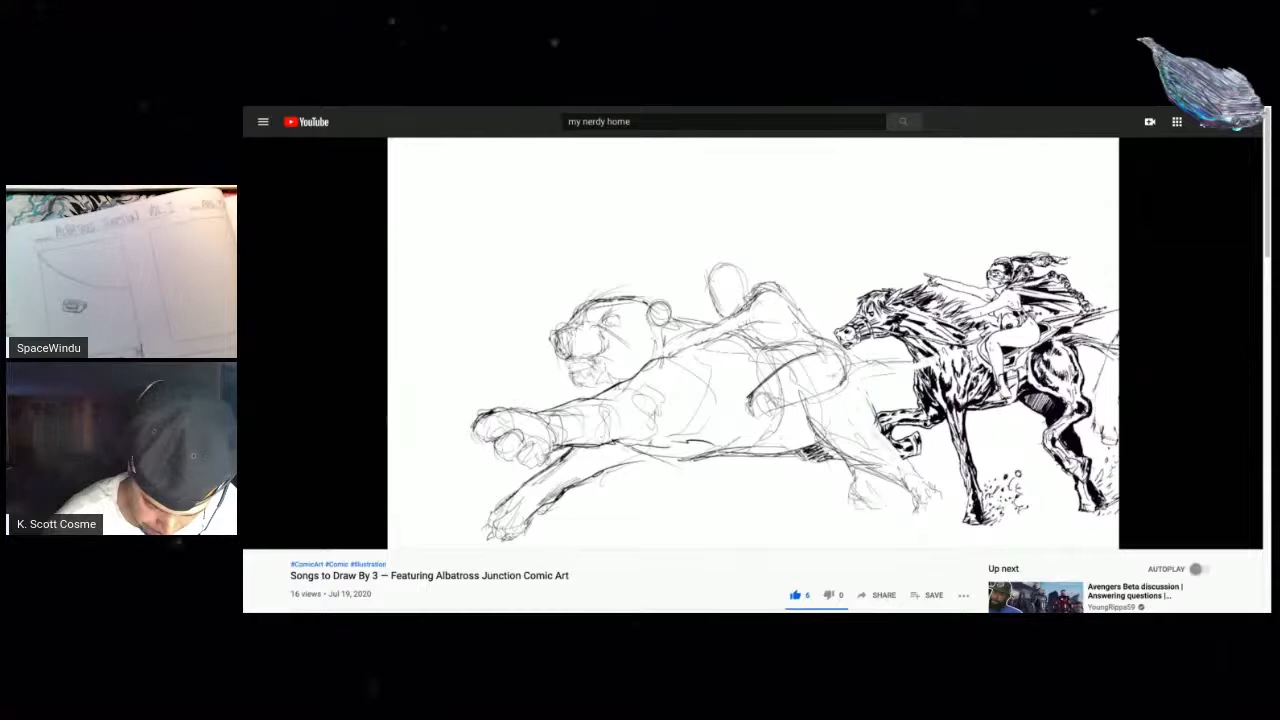 YouTube
my nerdy home
SpaceWindu
K. Scott Cosme
#ComicArt #Comic #Illustration
Songs to Draw By 3 — Featuring Albatross Junction Comic Art
16 views • Jul 19, 2020
6
0
SHARE
SAVE
Up next
AUTOPLAY
Avengers Beta discussion |
Answering questions |...
YoungRippa59